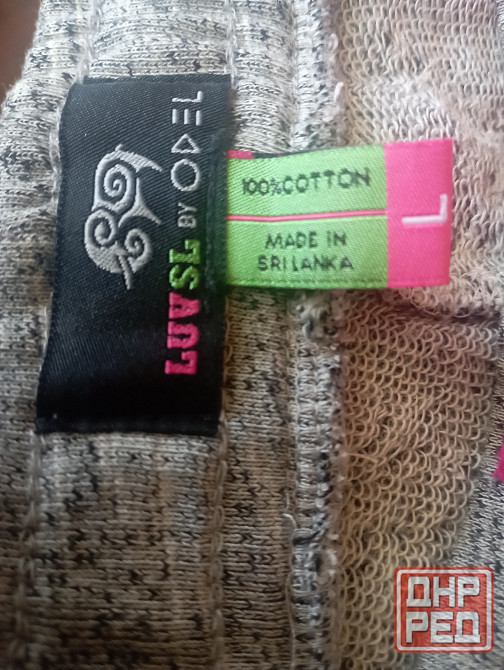 LUVSL BY ODEL
100% COTTON
MADE IN
SRI LANKA
L
ДНР
РЕД